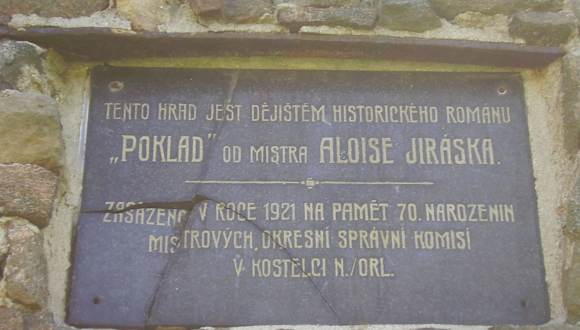 TENTO HRAD JEST DĚJIŠTĚM HISTORICKÉHO ROMANU
„POKLAD" OD MISTRA ALOISE JIRÁSKA.
ZASAZENO V ROCE 1921 NA PAMĚT 70. NAROZENIN
MISTROVÝCH, OKRESNÍ SPRÁVNÍ KOMISÍ
V KOSTELCI N./ORL.